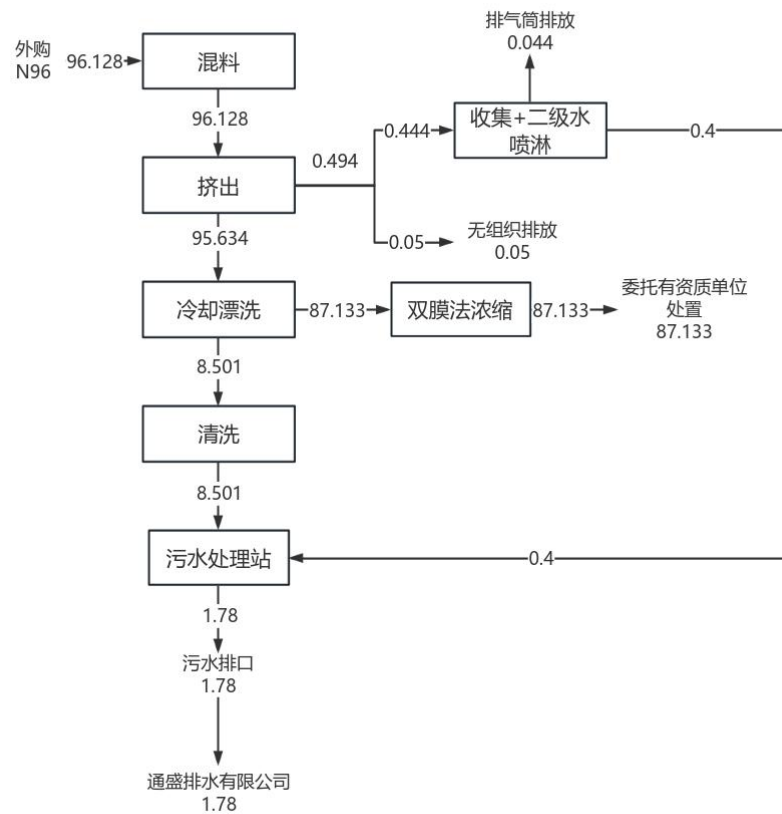 排气筒排放
0.044
外购
N96
96.128
混料
96.128
收集+二级水
喷淋
0.444
0.4
0.494
挤出
0.05
无组织排放
0.05
95.634
冷却漂洗
87.133
双膜法浓缩
87.133
委托有资质单位
处置
87.133
8.501
清洗
8.501
污水处理站
0.4
1.78
污水排口
1.78
通盛排水有限公司
1.78